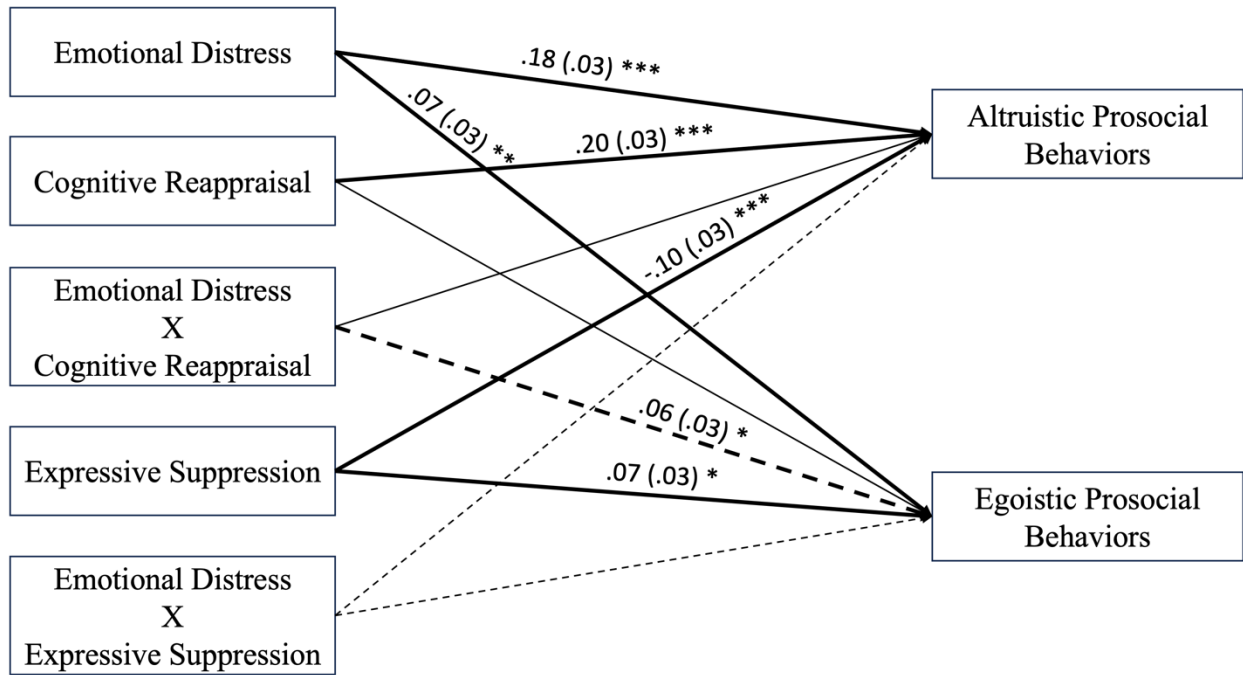 Emotional Distress
Cognitive Reappraisal
Emotional Distress
X
Cognitive Reappraisal
Expressive Suppression
Emotional Distress
X
Expressive Suppression
.18 (.03) ***
.07 (.03) **
.20 (.03) ***
-.10 (.03) ***
.06 (.03) *
.07 (.03) *
Altruistic Prosocial
Behaviors
Egoistic Prosocial
Behaviors